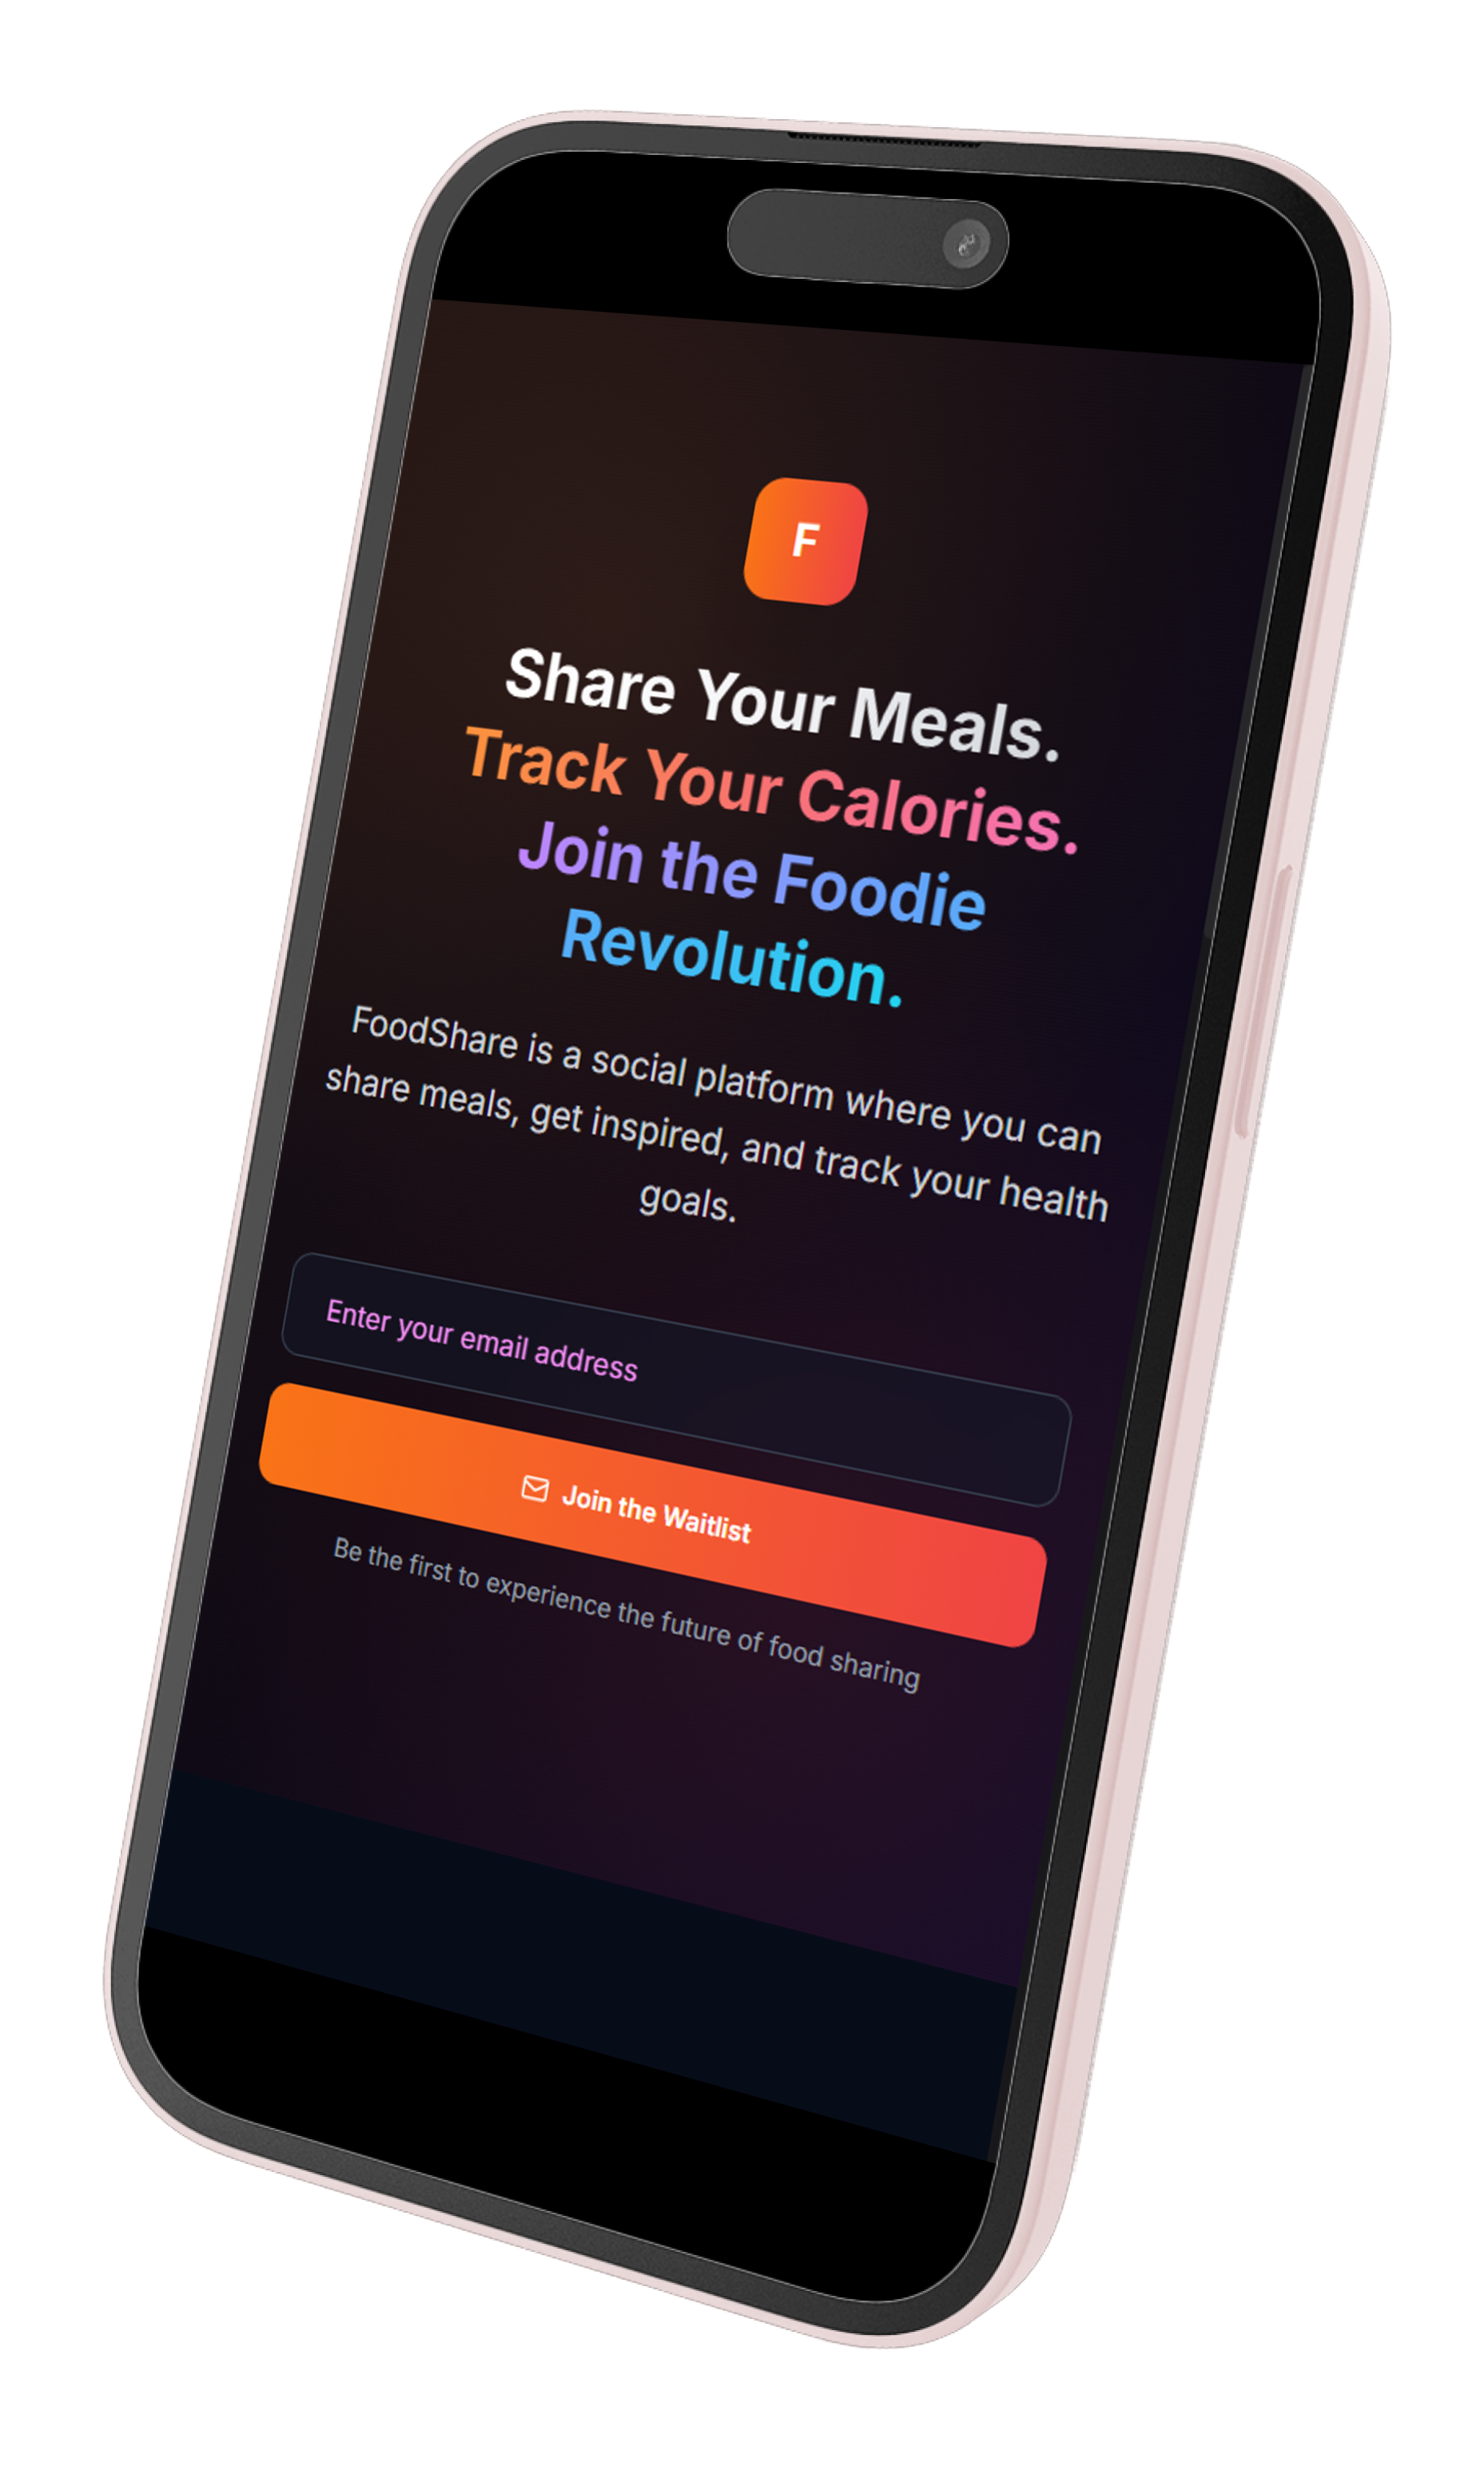 F
Share Your Meals.
Track Your Calories.
Join the Foodie
Revolution.
FoodShare is a social platform where you can
share meals, get inspired, and track your health
goals.
Enter your email address
Join the Waitlist
Be the first to experience the future of food sharing